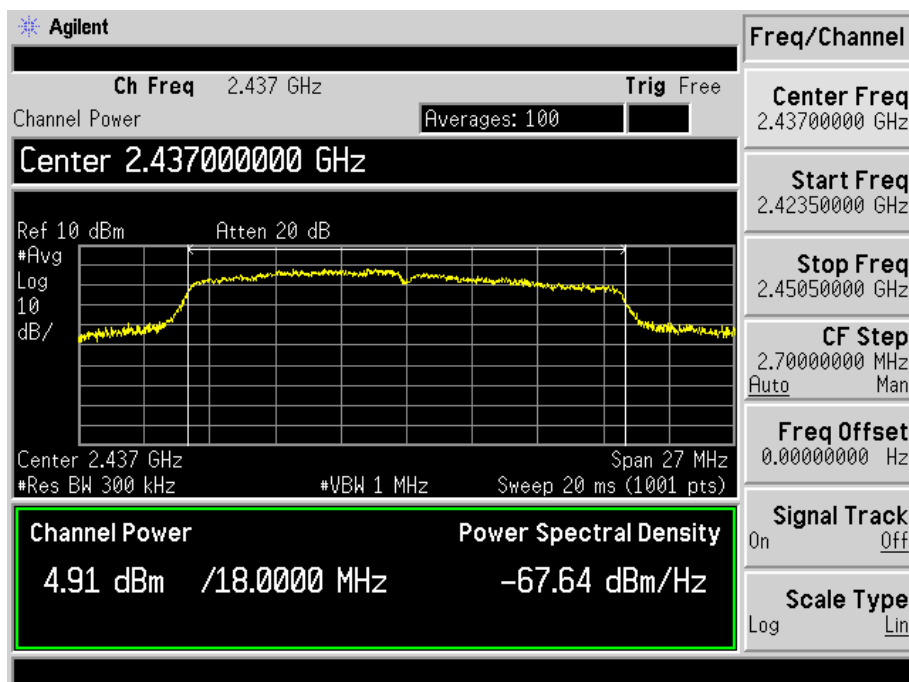 Agilent
Ch Freq 2.437 GHz Trig Free
Channel Power Averages: 100
Center 2.437000000 GHz
Ref 10 dBm Atten 20 dB
#Avg
Log
10
dB/
Center 2.437 GHz Span 27 MHz
#Res BW 300 kHz #VBW 1 MHz Sweep 20 ms (1001 pts)
Channel Power Power Spectral Density
4.91 dBm /18.0000 MHz -67.64 dBm/Hz
Freq/Channel
Center Freq
2.43700000 GHz
Start Freq
2.42350000 GHz
Stop Freq
2.45050000 GHz
CF Step
2.70000000 MHz
Auto Man
Freq Offset
0.00000000 Hz
Signal Track
On Off
Scale Type
Log Lin